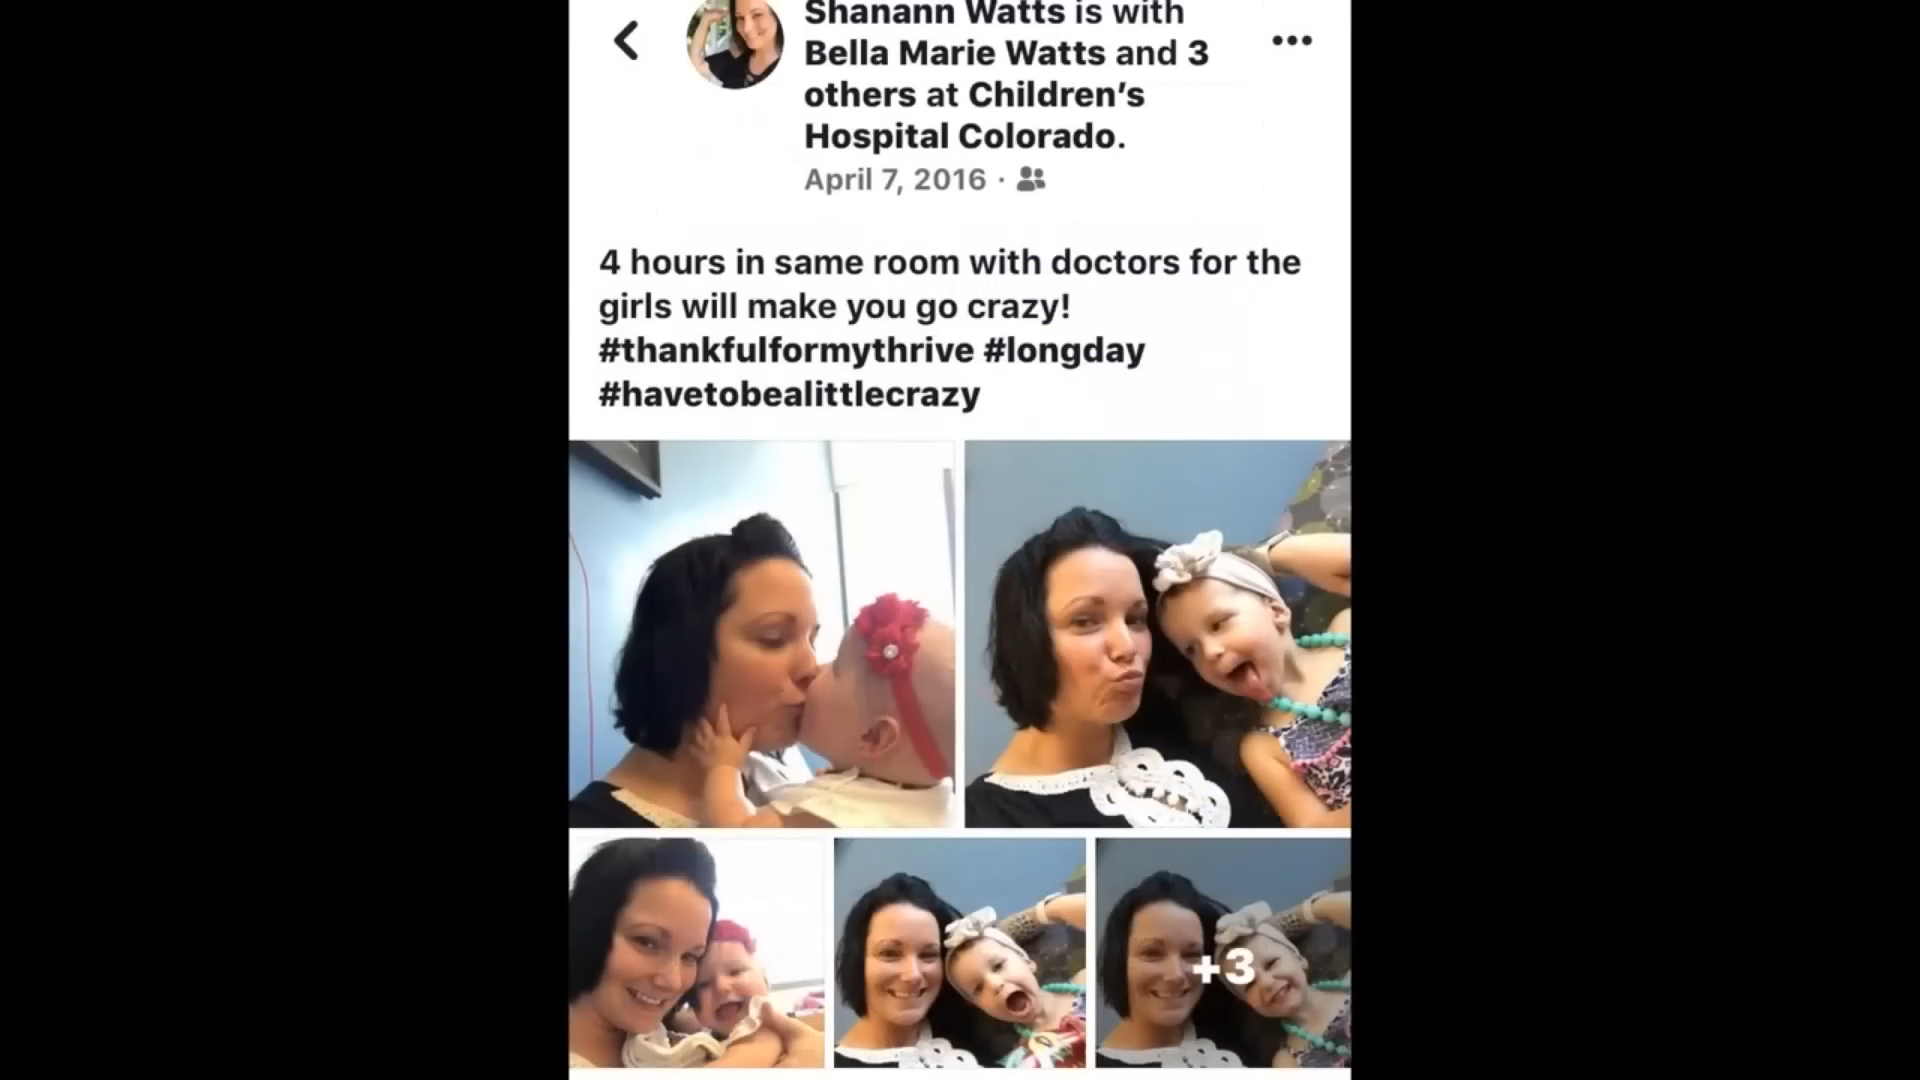 Shanann Watts is with
Bella Marie Watts and 3
others at Children's
Hospital Colorado.
April 7, 2016 ·
4 hours in same room with doctors for the
girls will make you go crazy!
#thankfulformythrive #longday
#havetobealittlecrazy
+3